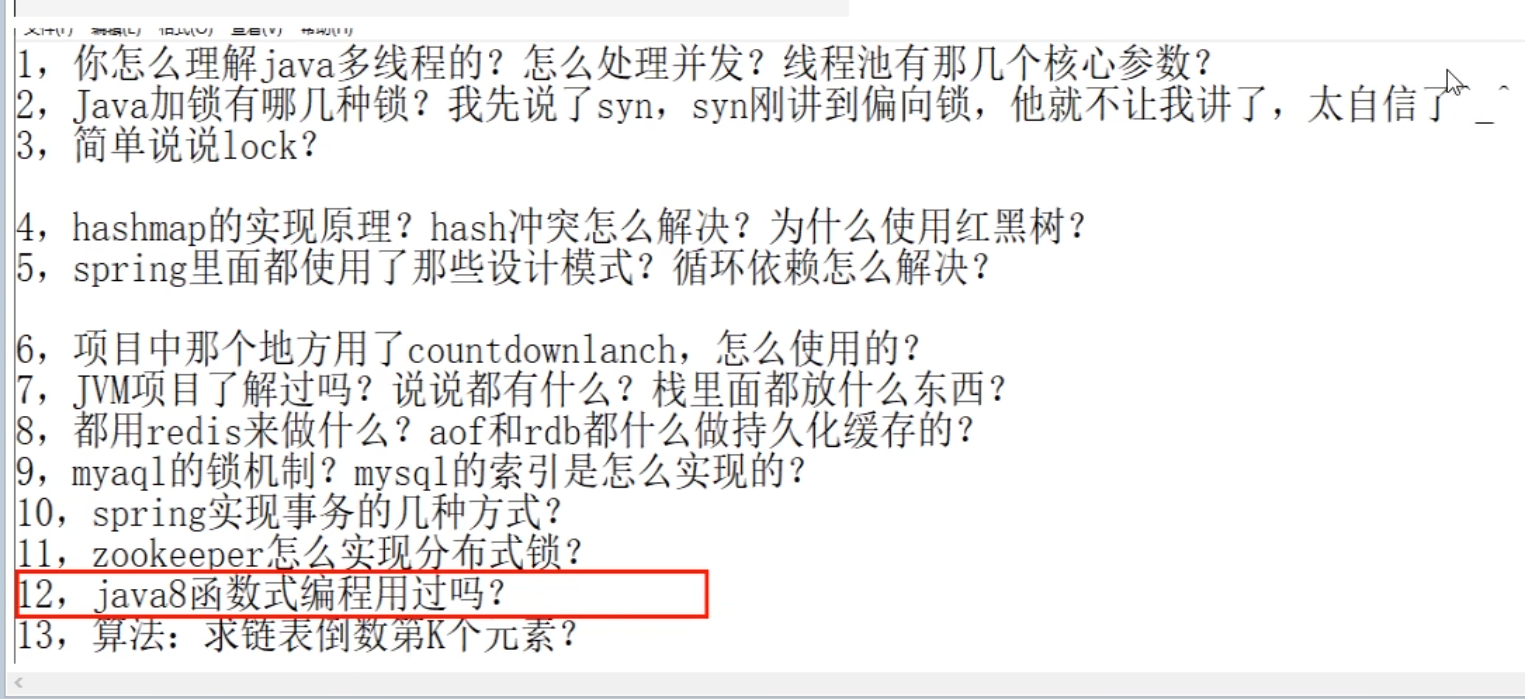 文件(F) 编辑(E) 格式(O) 查看(V) 帮助(H)
1，你怎么理解java多线程的？怎么处理并发？线程池有那几个核心参数？
2，Java加锁有哪几种锁？我先说了syn，syn刚讲到偏向锁，他就不让我讲了，太自信了^_^
3，简单说说lock？
4，hashmap的实现原理？hash冲突怎么解决？为什么使用红黑树？
5，spring里面都使用了那些设计模式？循环依赖怎么解决？
6，项目中那个地方用了countdownlanch，怎么使用的？
7，JVM项目了解过吗？说说都有什么？栈里面都放什么东西？
8，都用redis来做什么？aof和rdb都什么做持久化缓存的？
9，myaql的锁机制？mysql的索引是怎么实现的？
10，spring实现事务的几种方式？
11，zookeeper怎么实现分布式锁？
12，java8函数式编程用过吗？
13，算法：求链表倒数第K个元素？